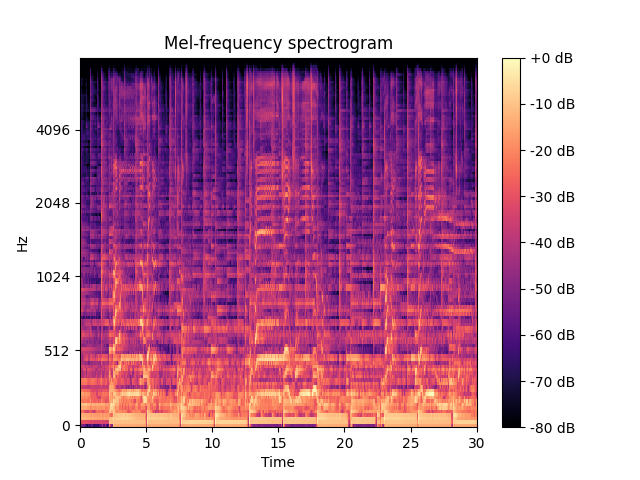 Mel-frequency spectrogram
+0 dB
-10 dB
-20 dB
-30 dB
-40 dB
-50 dB
-60 dB
-70 dB
-80 dB
Hz
4096
2048
1024
512
0
0 5 10 15 20 25 30
Time